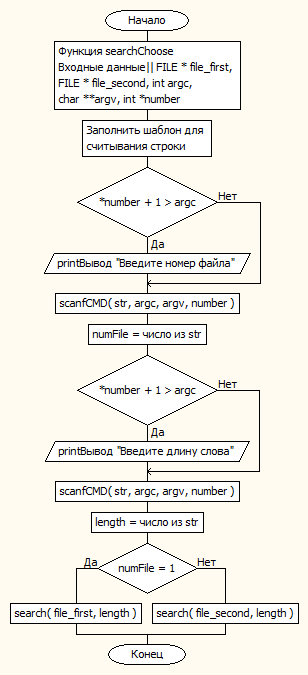 Начало
Функция searchChoose
Входные данные|| FILE * file_first,
FILE * file_second, int argc,
char **argv, int *number
Заполнить шаблон для
считывания строки
*number + 1 > argc
Нет
Да
printВывод "Введите номер файла"
scanfCMD( str, argc, argv, number )
numFile = число из str
*number + 1 > argc
Нет
Да
printВывод "Введите длину слова"
scanfCMD( str, argc, argv, number )
length = число из str
Да
numFile = 1
Нет
search( file_first, length )
search( file_second, length )
Конец